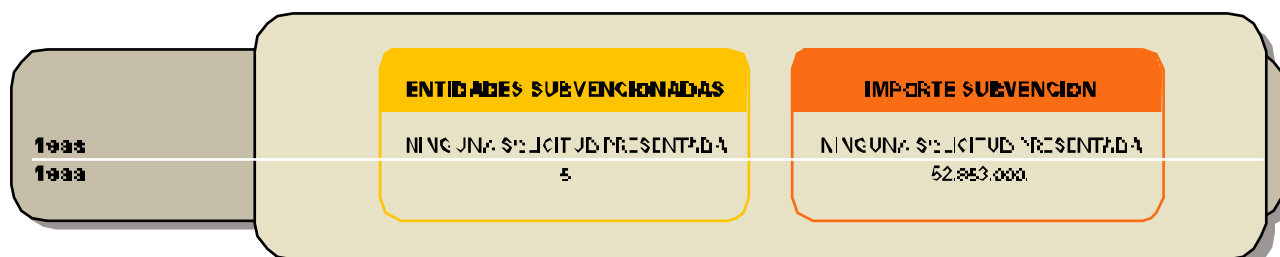 ENTIDADES SUBVENCIONADAS IMPORTE SUBVENCION
NINGUNA SOLICITUD PRESENTADA NINGUNA SOLICITUD PRESENTADA
5 52.853.000